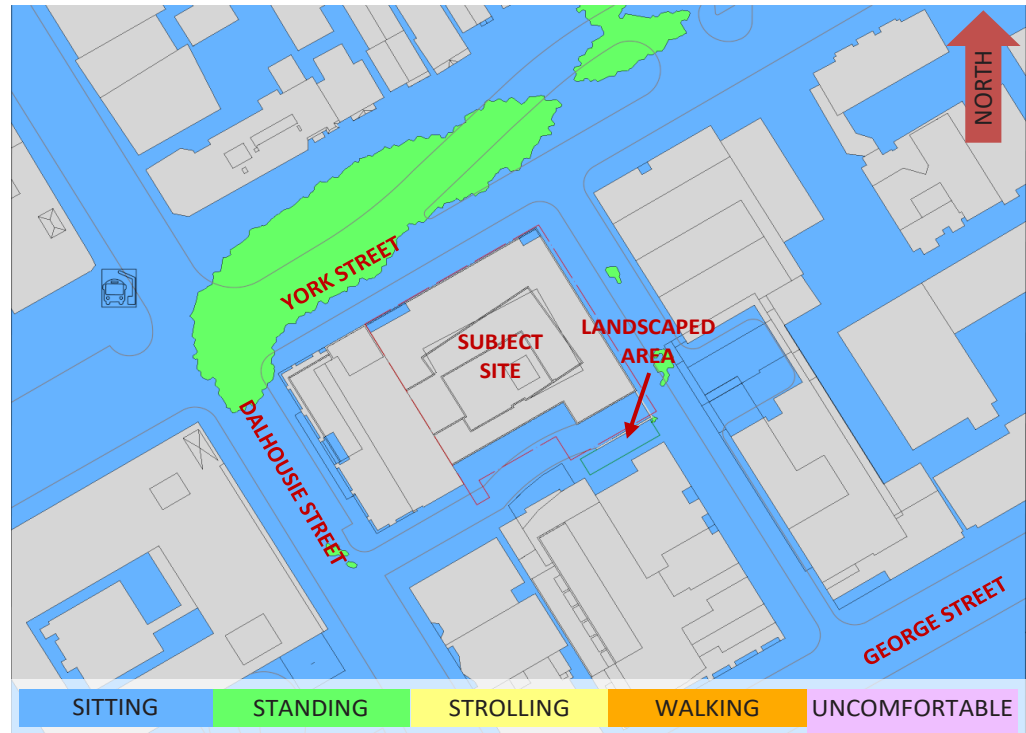 NORTH
YORK STREET
SUBJECT
SITE
LANDSCAPED
AREA
DALHOUSIE STREET
GEORGE STREET
SITTING
STANDING
STROLLING
WALKING
UNCOMFORTABLE